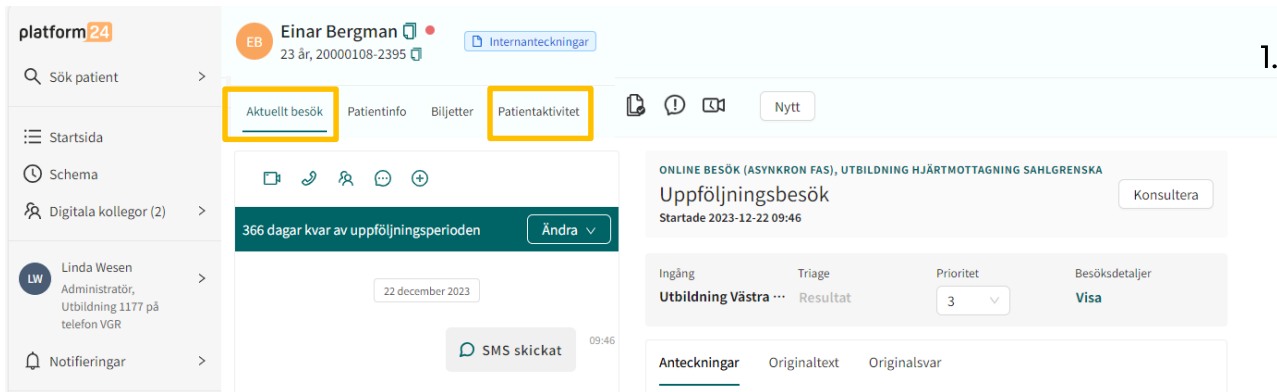 platform24
Sök patient
Startsida
Schema
Digitala kollegor (2)
LW
Linda Wesen
Administratör,
Utbildning 1177 på
telefon VGR
Notifieringar
EB
Einar Bergman
23 år, 20000108-2395
Internanteckningar
1.
Aktuellt besök
Patientinfo
Biljetter
Patientaktivitet
Nytt
366 dagar kvar av uppföljningsperioden
Ändra
22 december 2023
SMS skickat
09:46
ONLINE BESÖK (ASYNKRON FAS), UTBILDNING HJÄRTMOTTAGNING SAHLGRENSKA
Uppföljningsbesök
Startade 2023-12-22 09:46
Konsultera
Ingång
Triage
Prioritet
Besöksdetaljer
Utbildning Västra ···
Resultat
3
Visa
Anteckningar
Originaltext
Originalsvar